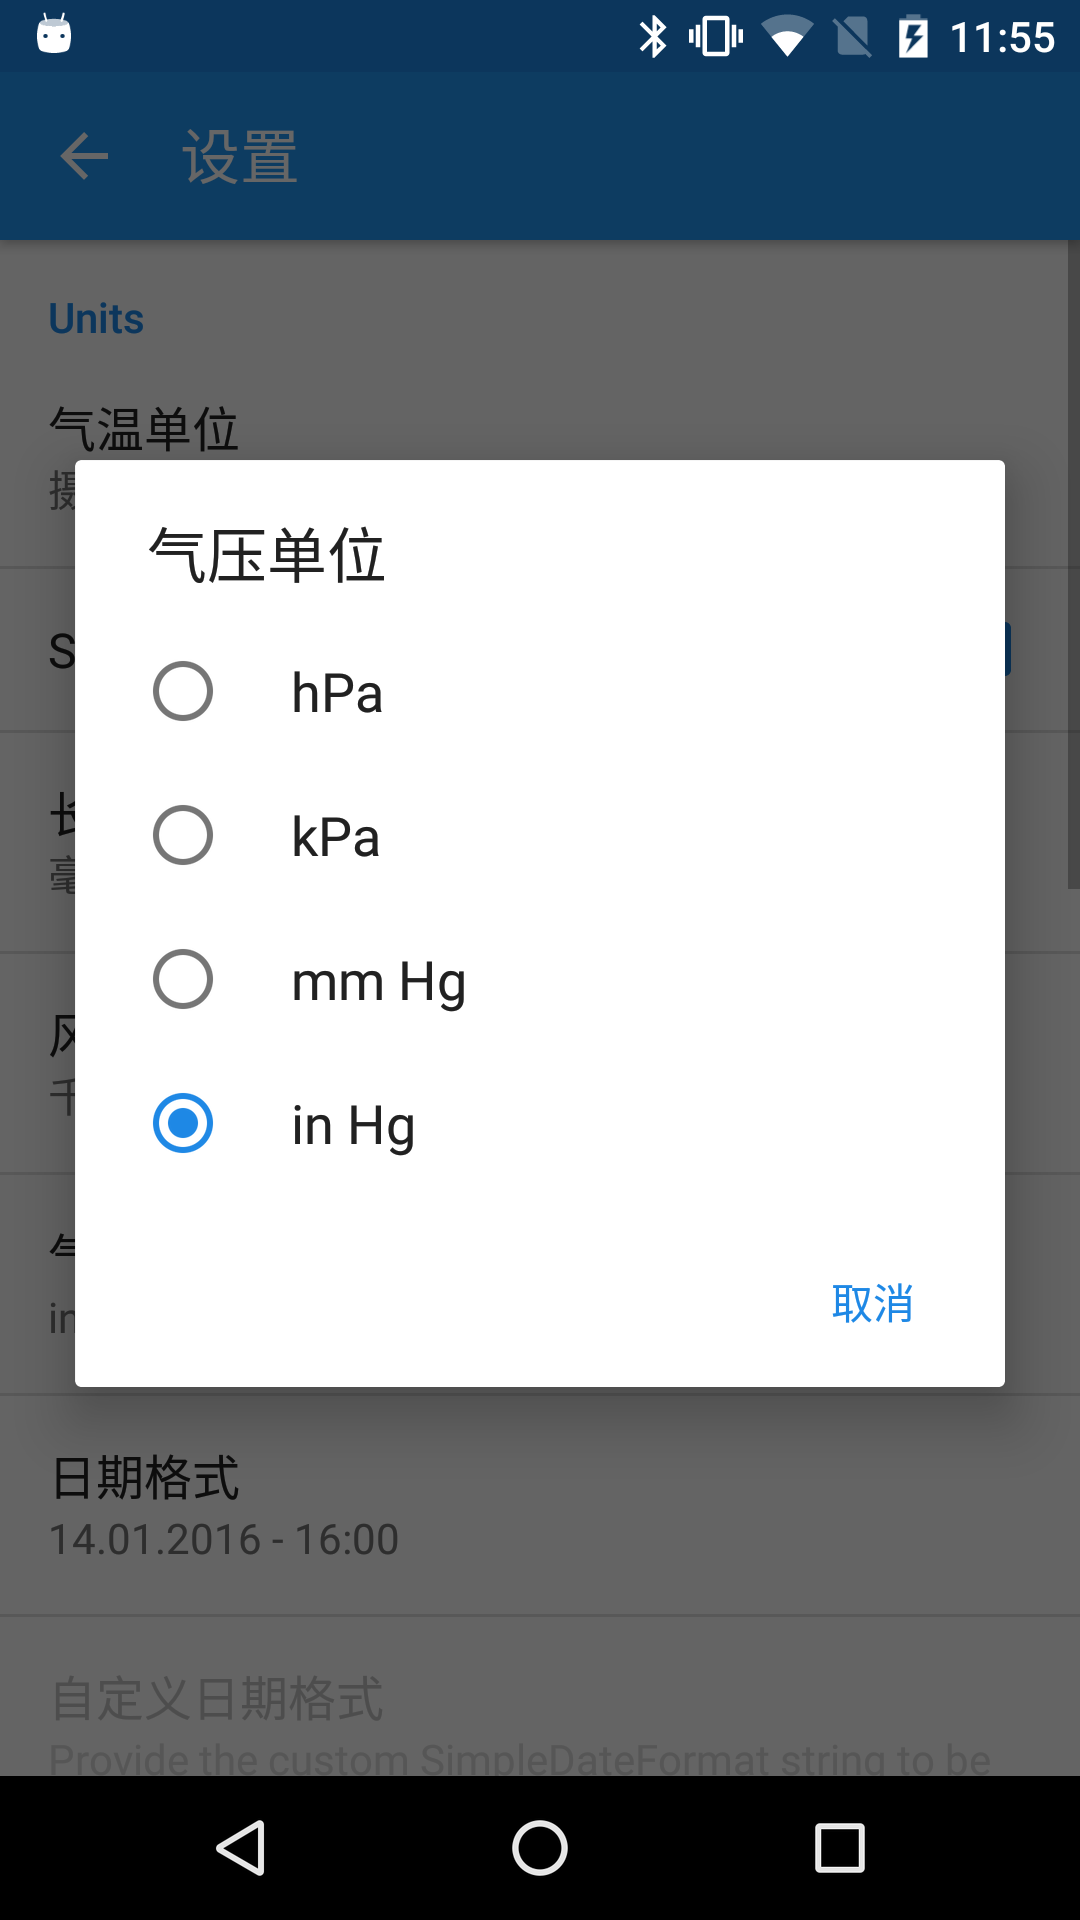 11:55
设置
Units
气温单位
气压单位
hPa
kPa
mm Hg
in Hg
取消
日期格式
14.01.2016 - 16:00
自定义日期格式
Provide the custom SimpleDateFormat string to be